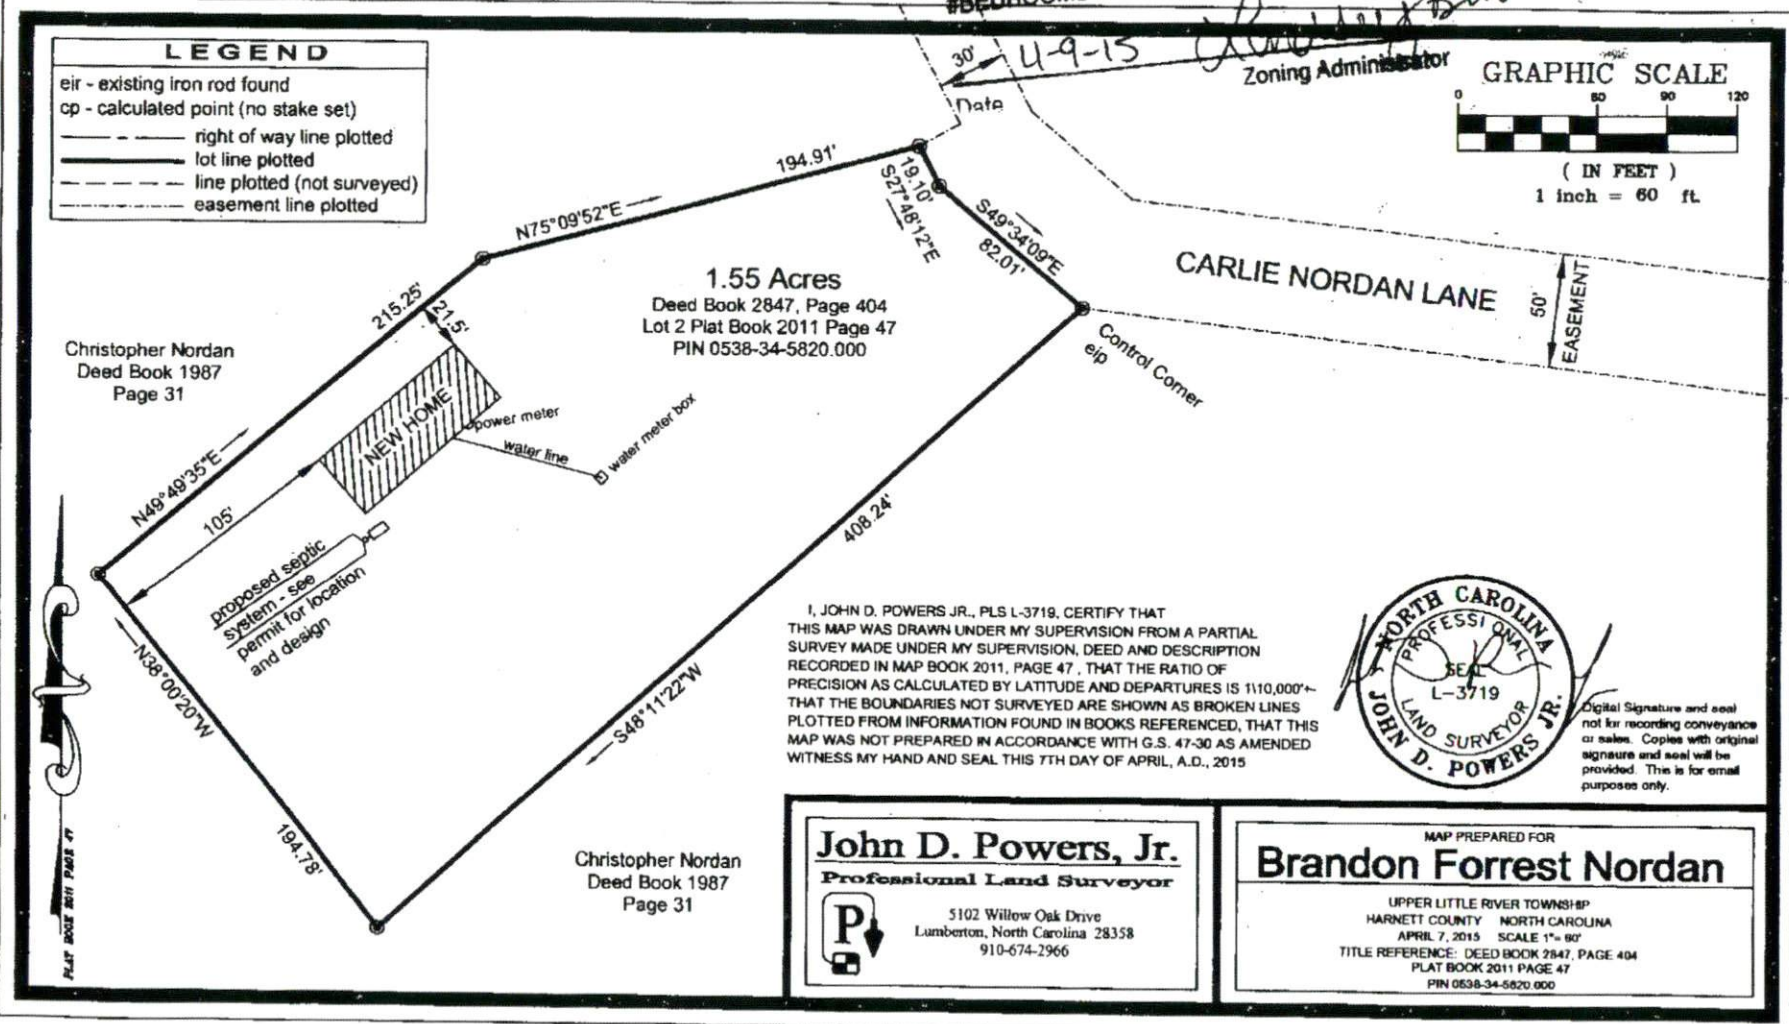 #BEDROOMS
30'
4-9-15
Date
Zoning Administrator
LEGEND
eir - existing iron rod found
cp - calculated point (no stake set)
right of way line plotted
lot line plotted
line plotted (not surveyed)
easement line plotted
GRAPHIC SCALE
0 60 90 120
( IN FEET )
1 inch = 60 ft.
215.25'
N49°49'35"E
N75°09'52"E
194.91'
19.10'
S27°48'12"E
S49°34'09"E
82.01'
CARLIE NORDAN LANE
50'
EASEMENT
Control Corner
eip
1.55 Acres
Deed Book 2847, Page 404
Lot 2 Plat Book 2011 Page 47
PIN 0538-34-5820.000
Christopher Nordan
Deed Book 1987
Page 31
21.5'
NEW HOME
power meter
water line
water meter box
105'
proposed septic
system - see
permit for location
and design
408.24'
S48°11'22"W
N38°00'20"W
194.78'
Christopher Nordan
Deed Book 1987
Page 31
PLAT BOOK 2011 PAGE 47
I, JOHN D. POWERS JR., PLS L-3719, CERTIFY THAT
THIS MAP WAS DRAWN UNDER MY SUPERVISION FROM A PARTIAL
SURVEY MADE UNDER MY SUPERVISION, DEED AND DESCRIPTION
RECORDED IN MAP BOOK 2011, PAGE 47 , THAT THE RATIO OF
PRECISION AS CALCULATED BY LATITUDE AND DEPARTURES IS 1\10,000'+-
THAT THE BOUNDARIES NOT SURVEYED ARE SHOWN AS BROKEN LINES
PLOTTED FROM INFORMATION FOUND IN BOOKS REFERENCED, THAT THIS
MAP WAS NOT PREPARED IN ACCORDANCE WITH G.S. 47-30 AS AMENDED
WITNESS MY HAND AND SEAL THIS 7TH DAY OF APRIL, A.D., 2015
NORTH CAROLINA
PROFESSIONAL
SEAL
L-3719
LAND SURVEYOR
JOHN D. POWERS JR.
Digital Signature and seal
not for recording conveyance
or sales. Copies with original
signaure and seal will be
provided. This is for email
purposes only.
John D. Powers, Jr.
Professional Land Surveyor
P
5102 Willow Oak Drive
Lumberton, North Carolina 28358
910-674-2966
MAP PREPARED FOR
Brandon Forrest Nordan
UPPER LITTLE RIVER TOWNSHIP
HARNETT COUNTY NORTH CAROLINA
APRIL 7, 2015 SCALE 1"= 60'
TITLE REFERENCE: DEED BOOK 2847, PAGE 404
PLAT BOOK 2011 PAGE 47
PIN 0538-34-5820.000